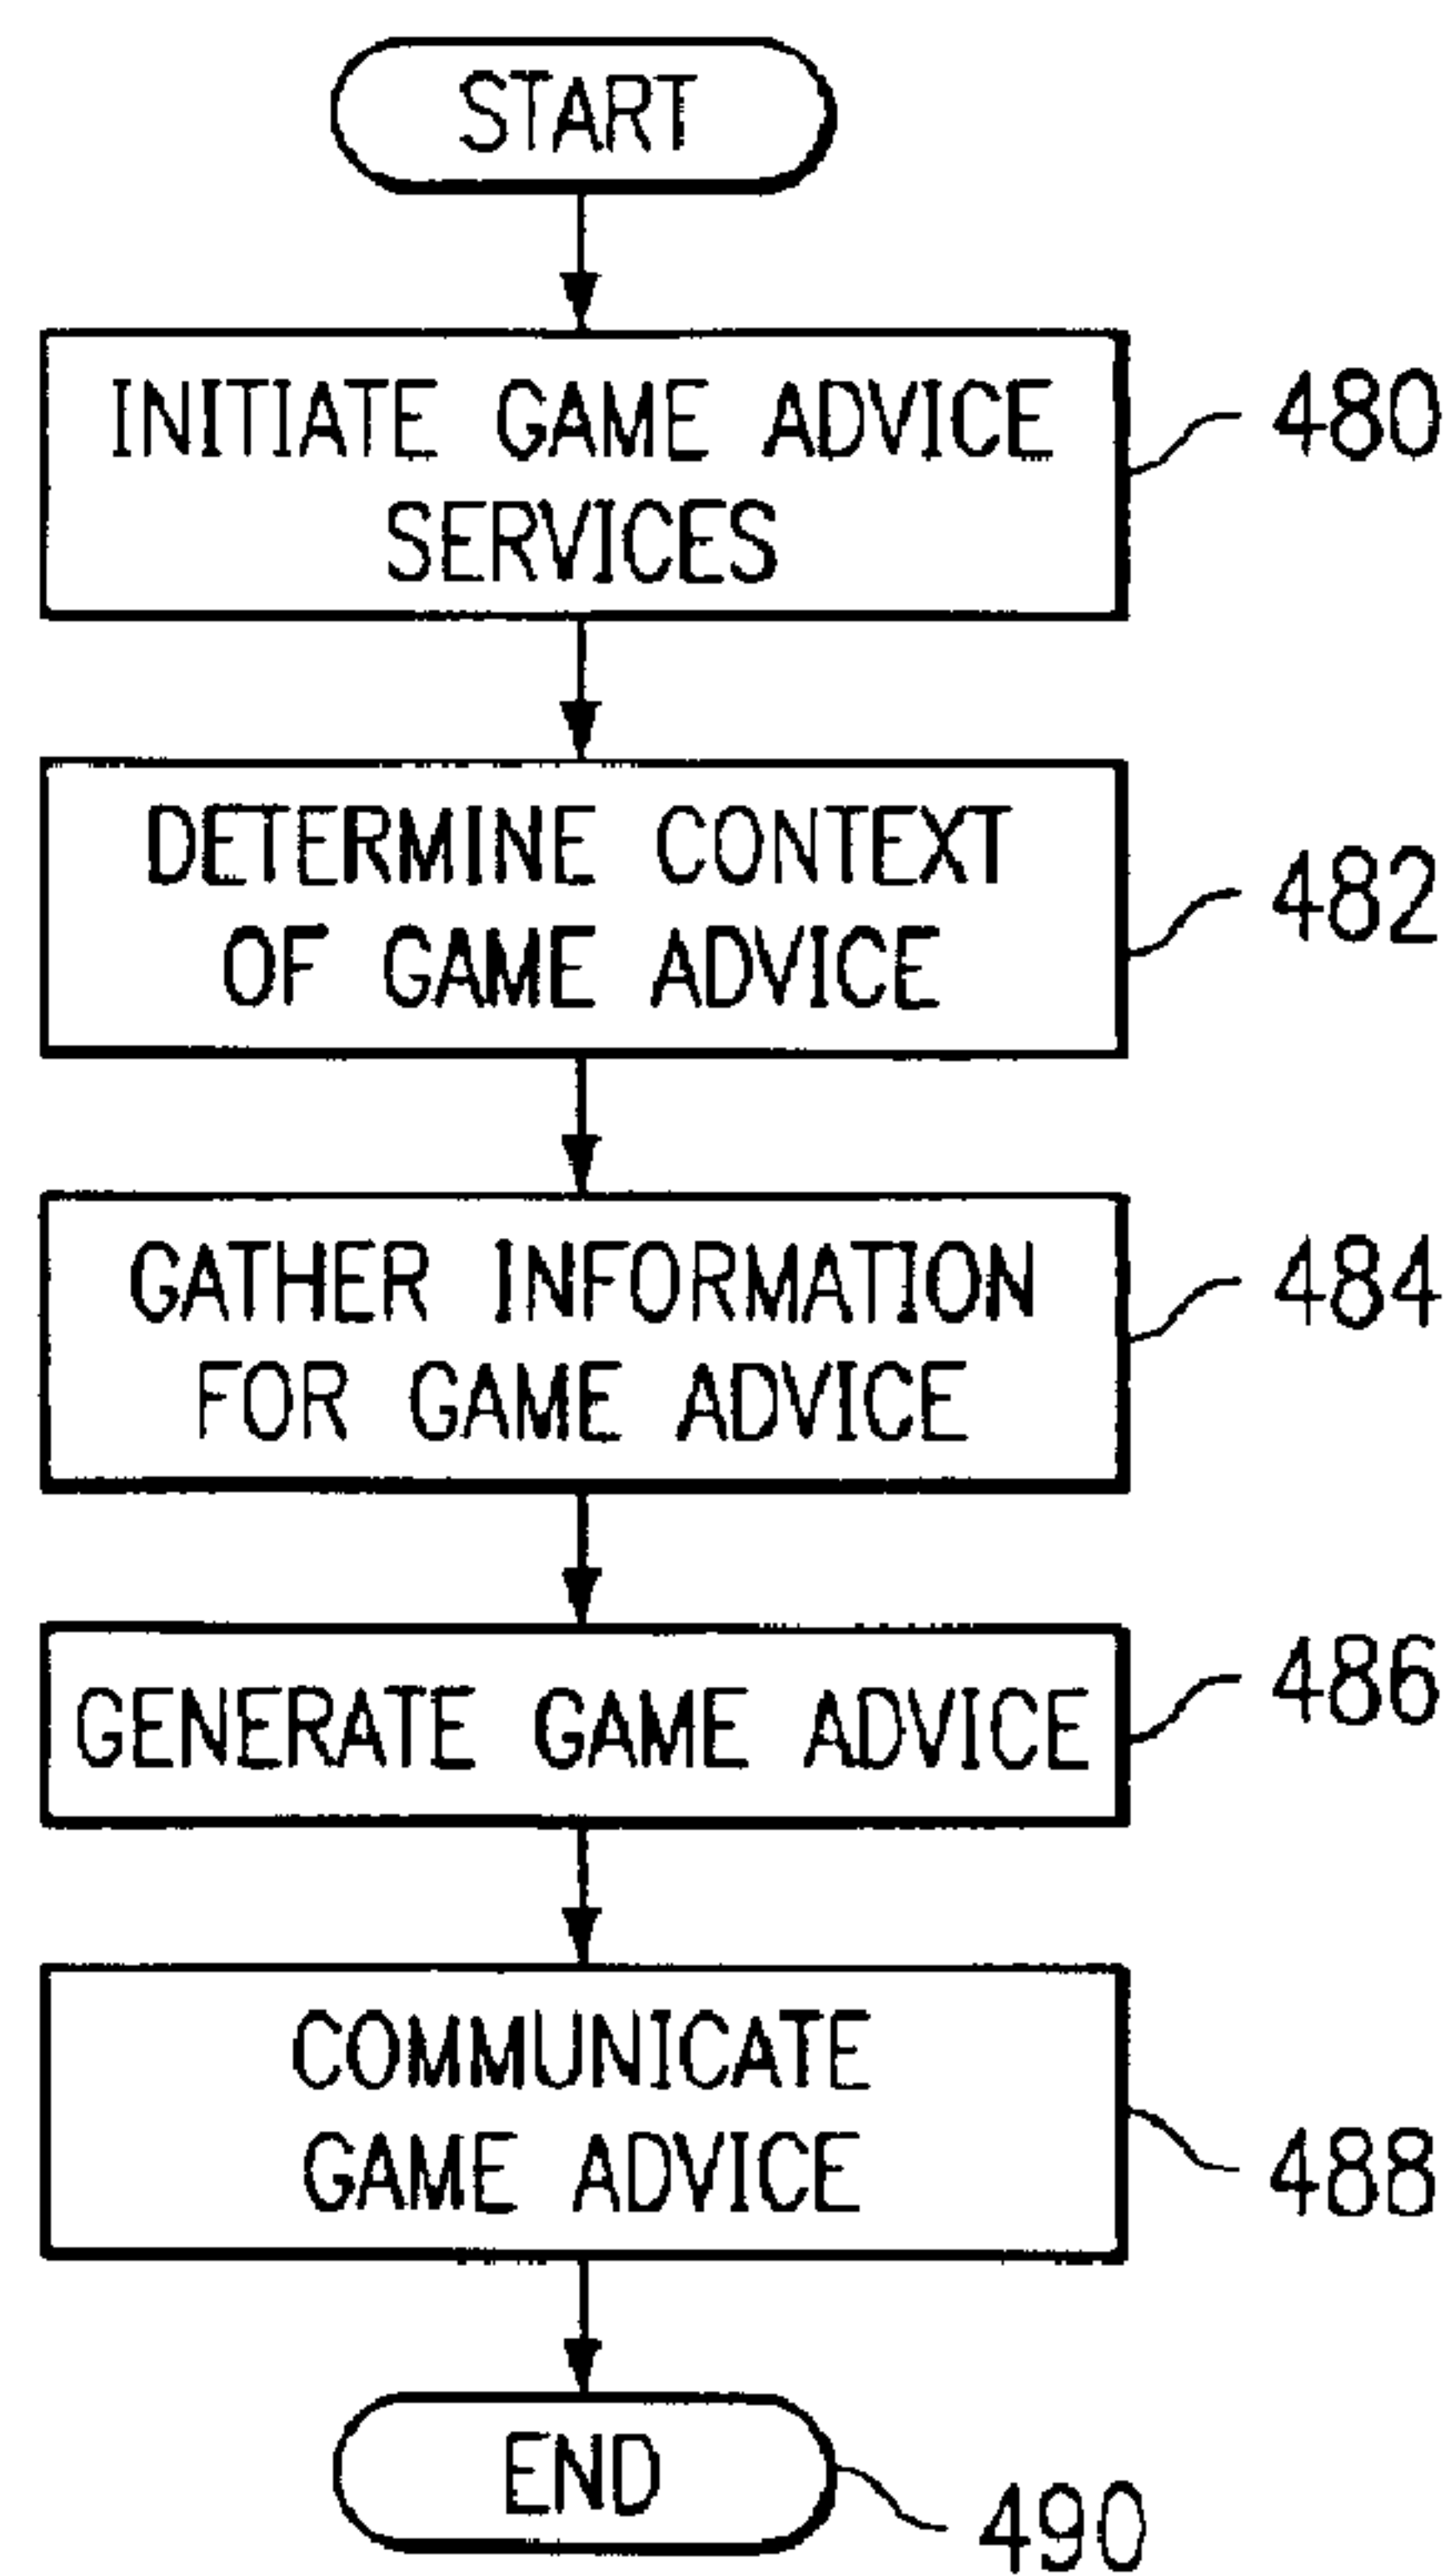 START
INITIATE GAME ADVICE
SERVICES
480
DETERMINE CONTEXT
OF GAME ADVICE
482
GATHER INFORMATION
FOR GAME ADVICE
484
GENERATE GAME ADVICE
486
COMMUNICATE
GAME ADVICE
488
END
490